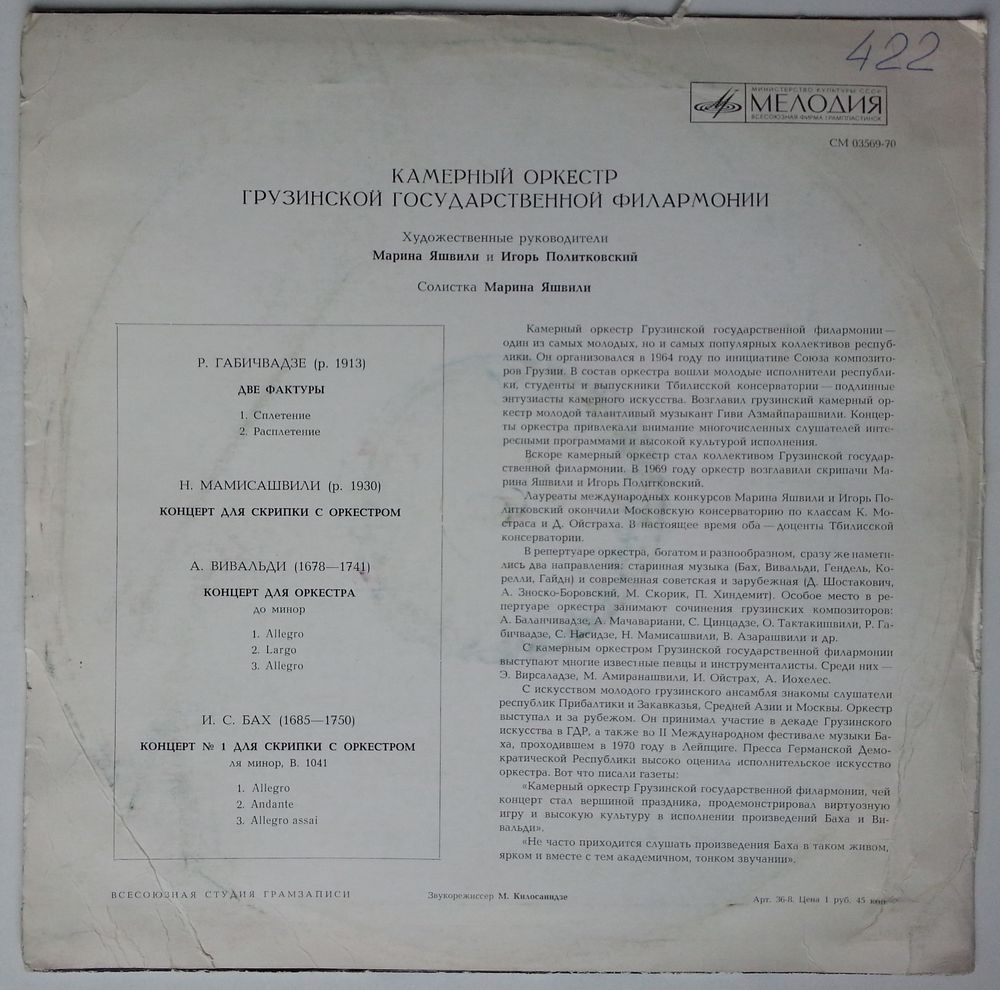 422
МИНИСТЕРСТВО КУЛЬТУРЫ СССР
МЕЛОДИЯ
ВСЕСОЮЗНАЯ ФИРМА ГРАМПЛАСТИНОК
СМ 03569-70
КАМЕРНЫЙ ОРКЕСТР
ГРУЗИНСКОЙ ГОСУДАРСТВЕННОЙ ФИЛАРМОНИИ
Художественные руководители
Марина Яшвили и Игорь Политковский
Солистка Марина Яшвили
Р. ГАБИЧВАДЗЕ (р. 1913)
ДВЕ ФАКТУРЫ
1. Сплетение
2. Расплетение
Н. МАМИСАШВИЛИ (р. 1930)
КОНЦЕРТ ДЛЯ СКРИПКИ С ОРКЕСТРОМ
А. ВИВАЛЬДИ (1678—1741)
КОНЦЕРТ ДЛЯ ОРКЕСТРА
до минор
1. Allegro
2. Largo
3. Allegro
И. С. БАХ (1685—1750)
КОНЦЕРТ № 1 ДЛЯ СКРИПКИ С ОРКЕСТРОМ
ля минор, В. 1041
1. Allegro
2. Andante
3. Allegro assai
Камерный оркестр Грузинской государственной филармонии —
один из самых молодых, но и самых популярных коллективов респуб-
лики. Он организовался в 1964 году по инициативе Союза композито-
ров Грузии. В состав оркестра вошли молодые исполнители республи-
ки, студенты и выпускники Тбилисской консерватории — подлинные
энтузиасты камерного искусства. Возглавил грузинский камерный ор-
кестр молодой талантливый музыкант Гиви Азмайпарашвили. Концер-
ты оркестра привлекали внимание многочисленных слушателей инте-
ресными программами и высокой культурой исполнения.
Вскоре камерный оркестр стал коллективом Грузинской государ-
ственной филармонии. В 1969 году оркестр возглавили скрипачи Ма-
рина Яшвили и Игорь Политковский.
Лауреаты международных конкурсов Марина Яшвили и Игорь По-
литковский окончили Московскую консерваторию по классам К. Мо-
страса и Д. Ойстраха. В настоящее время оба — доценты Тбилисской
консерватории.
В репертуаре оркестра, богатом и разнообразном, сразу же намети-
лись два направления: старинная музыка (Бах, Вивальди, Гендель, Ко-
релли, Гайдн) и современная советская и зарубежная (Д. Шостакович,
А. Зноско-Боровский, М. Скорик, П. Хиндемит). Особое место в ре-
пертуаре оркестра занимают сочинения грузинских композиторов:
А. Баланчивадзе, А. Мачавариани, С. Цинцадзе, О. Тактакишвили, Р. Га-
бичвадзе, С. Насидзе, Н. Мамисашвили, В. Азарашвили и др.
С камерным оркестром Грузинской государственной филармонии
выступают многие известные певцы и инструменталисты. Среди них —
Э. Вирсаладзе, М. Амиранашвили, И. Ойстрах, А. Иохелес.
С искусством молодого грузинского ансамбля знакомы слушатели
республик Прибалтики и Закавказья, Средней Азии и Москвы. Оркестр
выступал и за рубежом. Он принимал участие в декаде Грузинского
искусства в ГДР, а также во II Международном фестивале музыки Ба-
ха, проходившем в 1970 году в Лейпциге. Пресса Германской Демо-
кратической Республики высоко оценила исполнительское искусство
оркестра. Вот что писали газеты:
«Камерный оркестр Грузинской государственной филармонии, чей
концерт стал вершиной праздника, продемонстрировал виртуозную
игру и высокую культуру в исполнении произведений Баха и Ви-
вальди».
«Не часто приходится слушать произведения Баха в таком живом,
ярком и вместе с тем академичном, тонком звучании».
ВСЕСОЮЗНАЯ СТУДИЯ ГРАМЗАПИСИ
Звукорежиссер М. Килосанидзе
Арт. 36-8. Цена 1 руб. 45 коп.